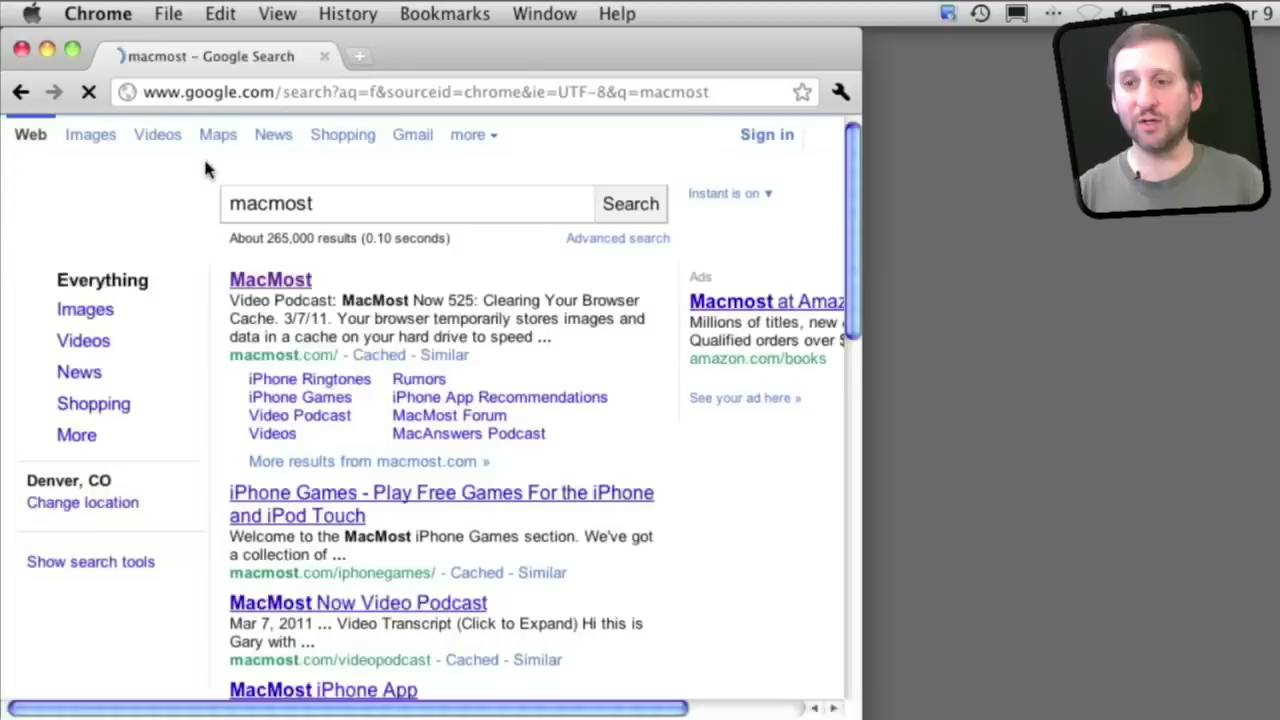 Chrome File Edit View History Bookmarks Window Help
r 9
macmost – Google Search
www.google.com/search?aq=f&sourceid=chrome&ie=UTF-8&q=macmost
Web Images Videos Maps News Shopping Gmail more Sign in
macmost Search Instant is on
About 265,000 results (0.10 seconds) Advanced search
Everything
Images
Videos
News
Shopping
More
Denver, CO
Change location
Show search tools
MacMost
Video Podcast: MacMost Now 525: Clearing Your Browser
Cache. 3/7/11. Your browser temporarily stores images and
data in a cache on your hard drive to speed ...
macmost.com/ - Cached - Similar
iPhone Ringtones Rumors
iPhone Games iPhone App Recommendations
Video Podcast MacMost Forum
Videos MacAnswers Podcast
More results from macmost.com »
iPhone Games - Play Free Games For the iPhone
and iPod Touch
Welcome to the MacMost iPhone Games section. We've got
a collection of ...
macmost.com/iphonegames/ - Cached - Similar
MacMost Now Video Podcast
Mar 7, 2011 ... Video Transcript (Click to Expand) Hi this is
Gary with ...
macmost.com/videopodcast - Cached - Similar
MacMost iPhone App
Ads
Macmost at Amaz
Millions of titles, new
Qualified orders over $
amazon.com/books
See your ad here »